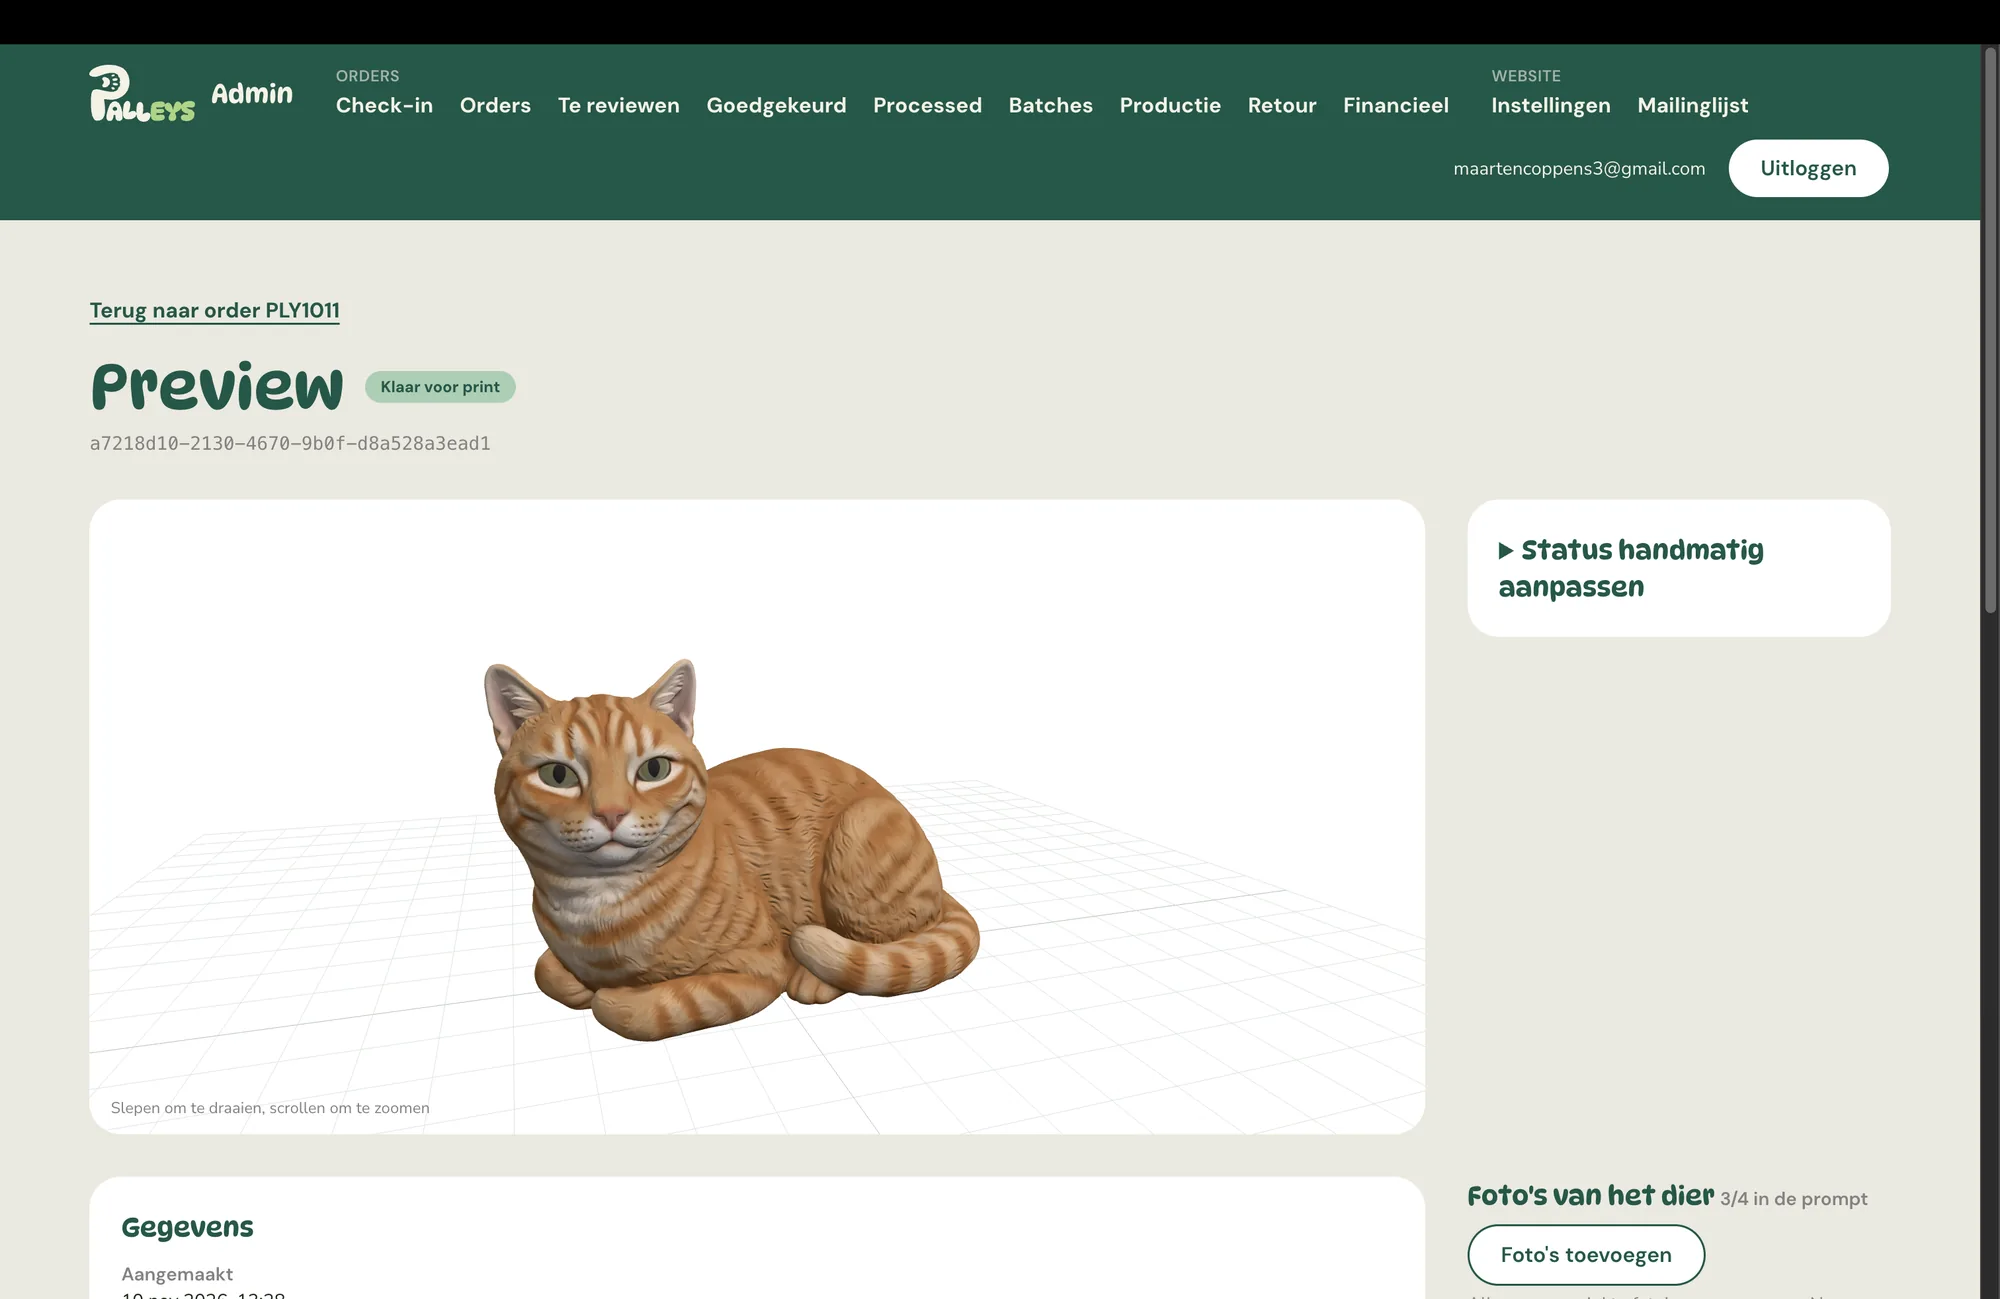 PALLEYS Admin
ORDERS
Check-in Orders Te reviewen Goedgekeurd Processed Batches Productie Retour Financieel
WEBSITE
Instellingen Mailinglijst
maartencoppens3@gmail.com Uitloggen
Terug naar order PLY1011
Preview Klaar voor print
a7218d10-2130-4670-9b0f-d8a528a3ead1
Status handmatig
aanpassen
Slepen om te draaien, scrollen om te zoomen
Gegevens
Aangemaakt
Foto's van het dier 3/4 in de prompt
Foto's toevoegen